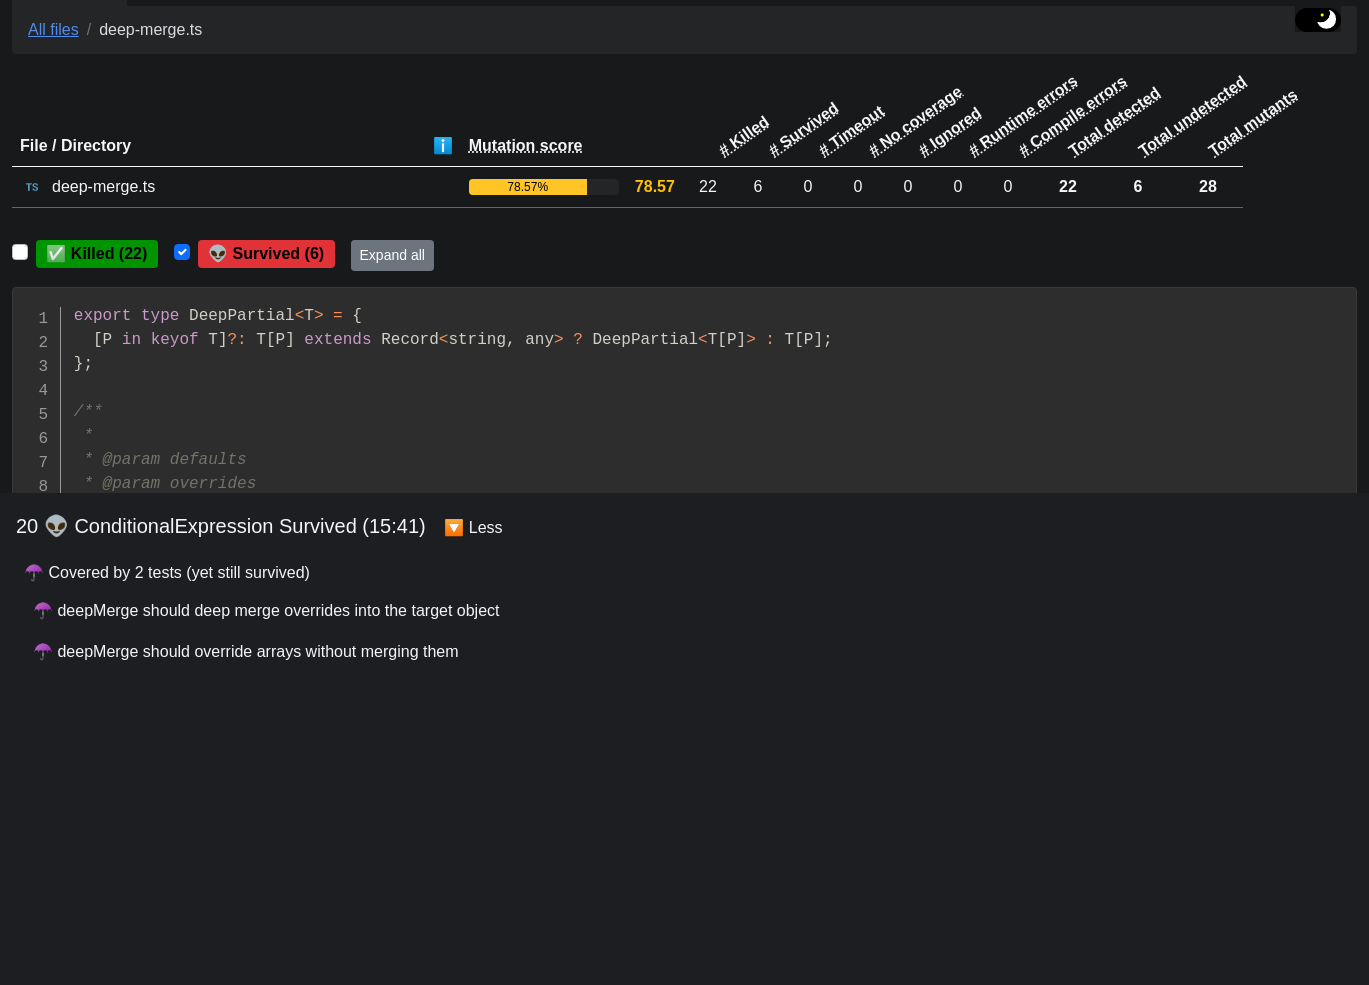 All files / deep-merge.ts
File / Directory ℹ️ Mutation score # Killed # Survived # Timeout # No coverage # Ignored # Runtime errors # Compile errors Total detected Total undetected Total mutants
TS deep-merge.ts 78.57% 78.57 22 6 0 0 0 0 0 22 6 28
✅ Killed (22) 👽 Survived (6) Expand all
1 export type DeepPartial<T> = {
2   [P in keyof T]?: T[P] extends Record<string, any> ? DeepPartial<T[P]> : T[P];
3 };
4
5 /**
6  *
7  * @param defaults
8  * @param overrides
20 👽 ConditionalExpression Survived (15:41) 🔽 Less
☂️ Covered by 2 tests (yet still survived)
☂️ deepMerge should deep merge overrides into the target object
☂️ deepMerge should override arrays without merging them